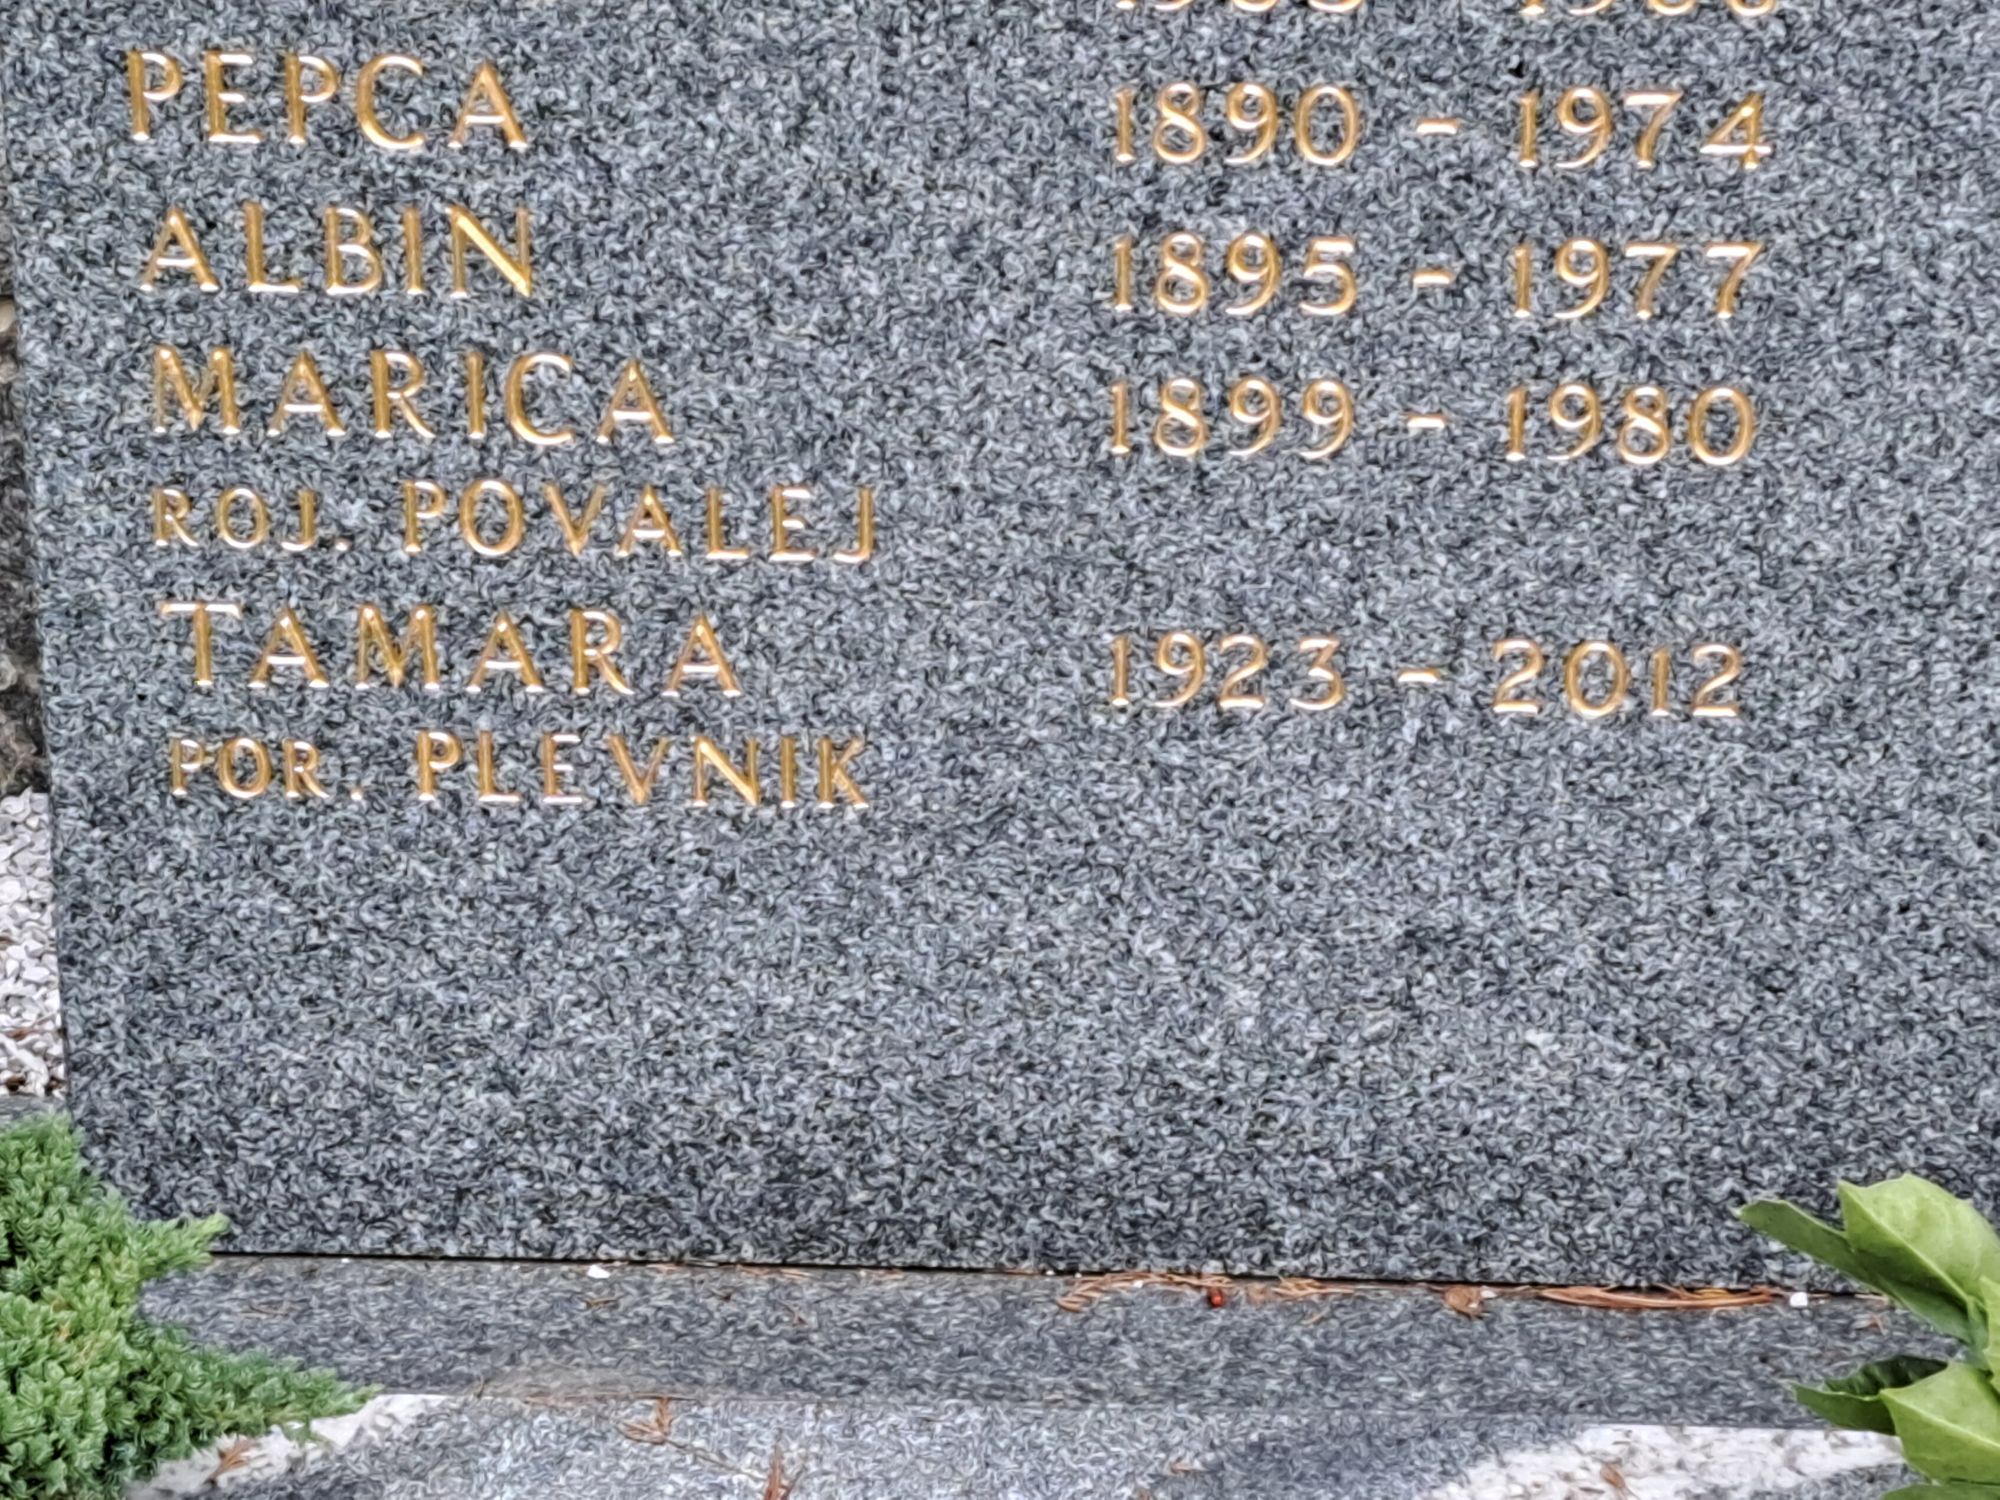 PEPCA 1890 - 1974
ALBIN 1895 - 1977
MARICA 1899 - 1980
ROJ. POVALEJ
TAMARA 1923 - 2012
POR. PLEVNIK